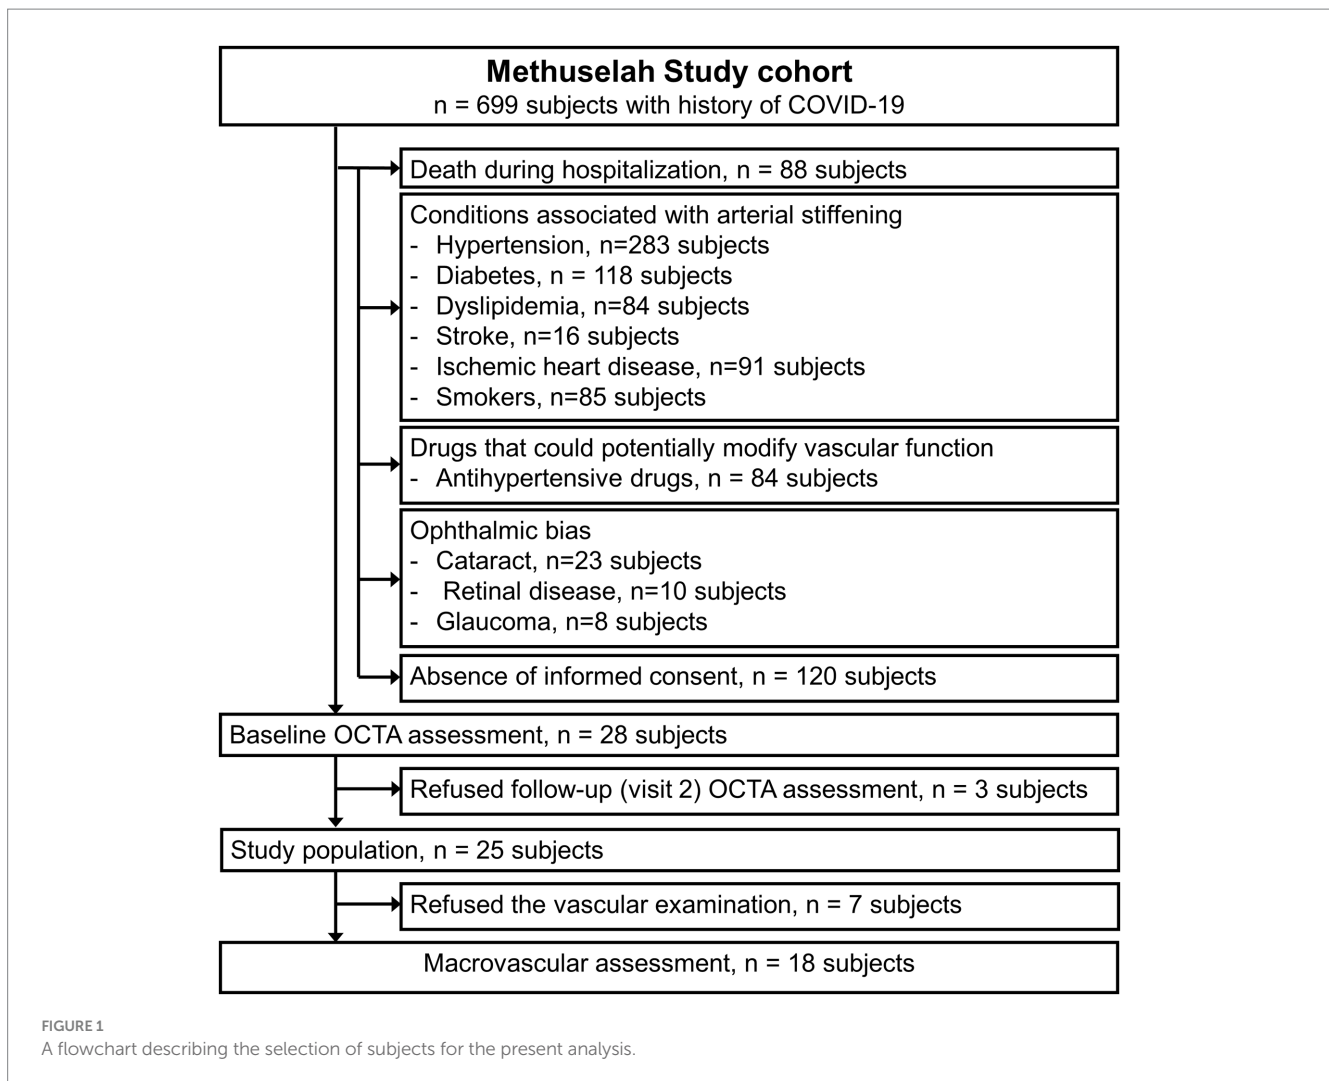 Methuselah Study cohort
n = 699 subjects with history of COVID-19
Death during hospitalization, n = 88 subjects
Conditions associated with arterial stiffening
- Hypertension, n=283 subjects
- Diabetes, n = 118 subjects
- Dyslipidemia, n=84 subjects
- Stroke, n=16 subjects
- Ischemic heart disease, n=91 subjects
- Smokers, n=85 subjects
Drugs that could potentially modify vascular function
- Antihypertensive drugs, n = 84 subjects
Ophthalmic bias
- Cataract, n=23 subjects
- Retinal disease, n=10 subjects
- Glaucoma, n=8 subjects
Absence of informed consent, n = 120 subjects
Baseline OCTA assessment, n = 28 subjects
Refused follow-up (visit 2) OCTA assessment, n = 3 subjects
Study population, n = 25 subjects
Refused the vascular examination, n = 7 subjects
Macrovascular assessment, n = 18 subjects
FIGURE 1
A flowchart describing the selection of subjects for the present analysis.